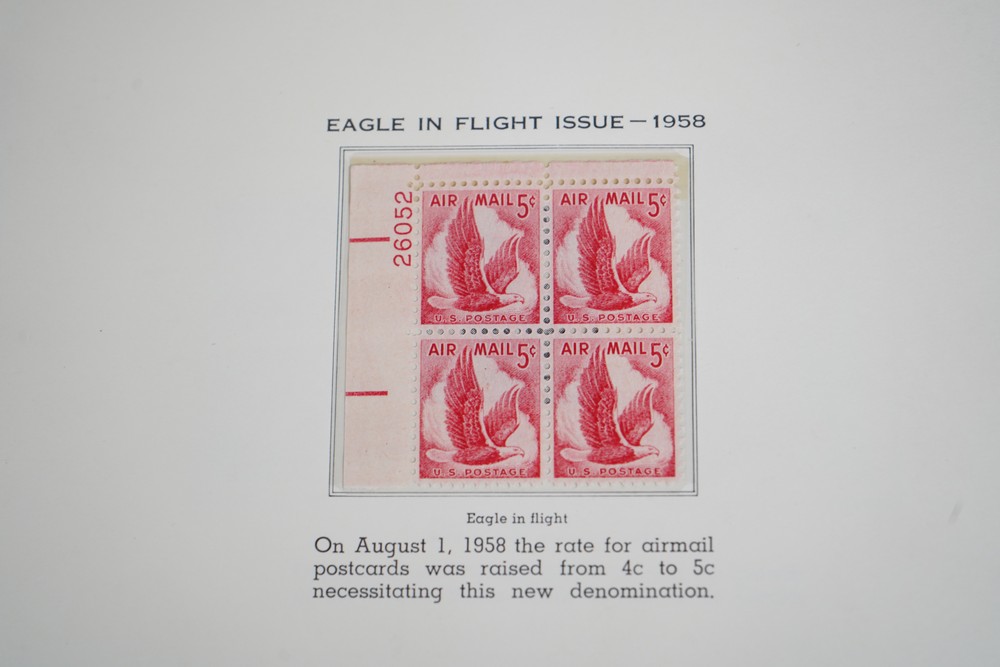 EAGLE IN FLIGHT ISSUE — 1958
26052
AIR MAIL 5¢
U.S. POSTAGE
AIR MAIL 5¢
U.S. POSTAGE
AIR MAIL 5¢
U.S. POSTAGE
AIR MAIL 5¢
U.S. POSTAGE
Eagle in flight
On August 1, 1958 the rate for airmail
postcards was raised from 4c to 5c
necessitating this new denomination.